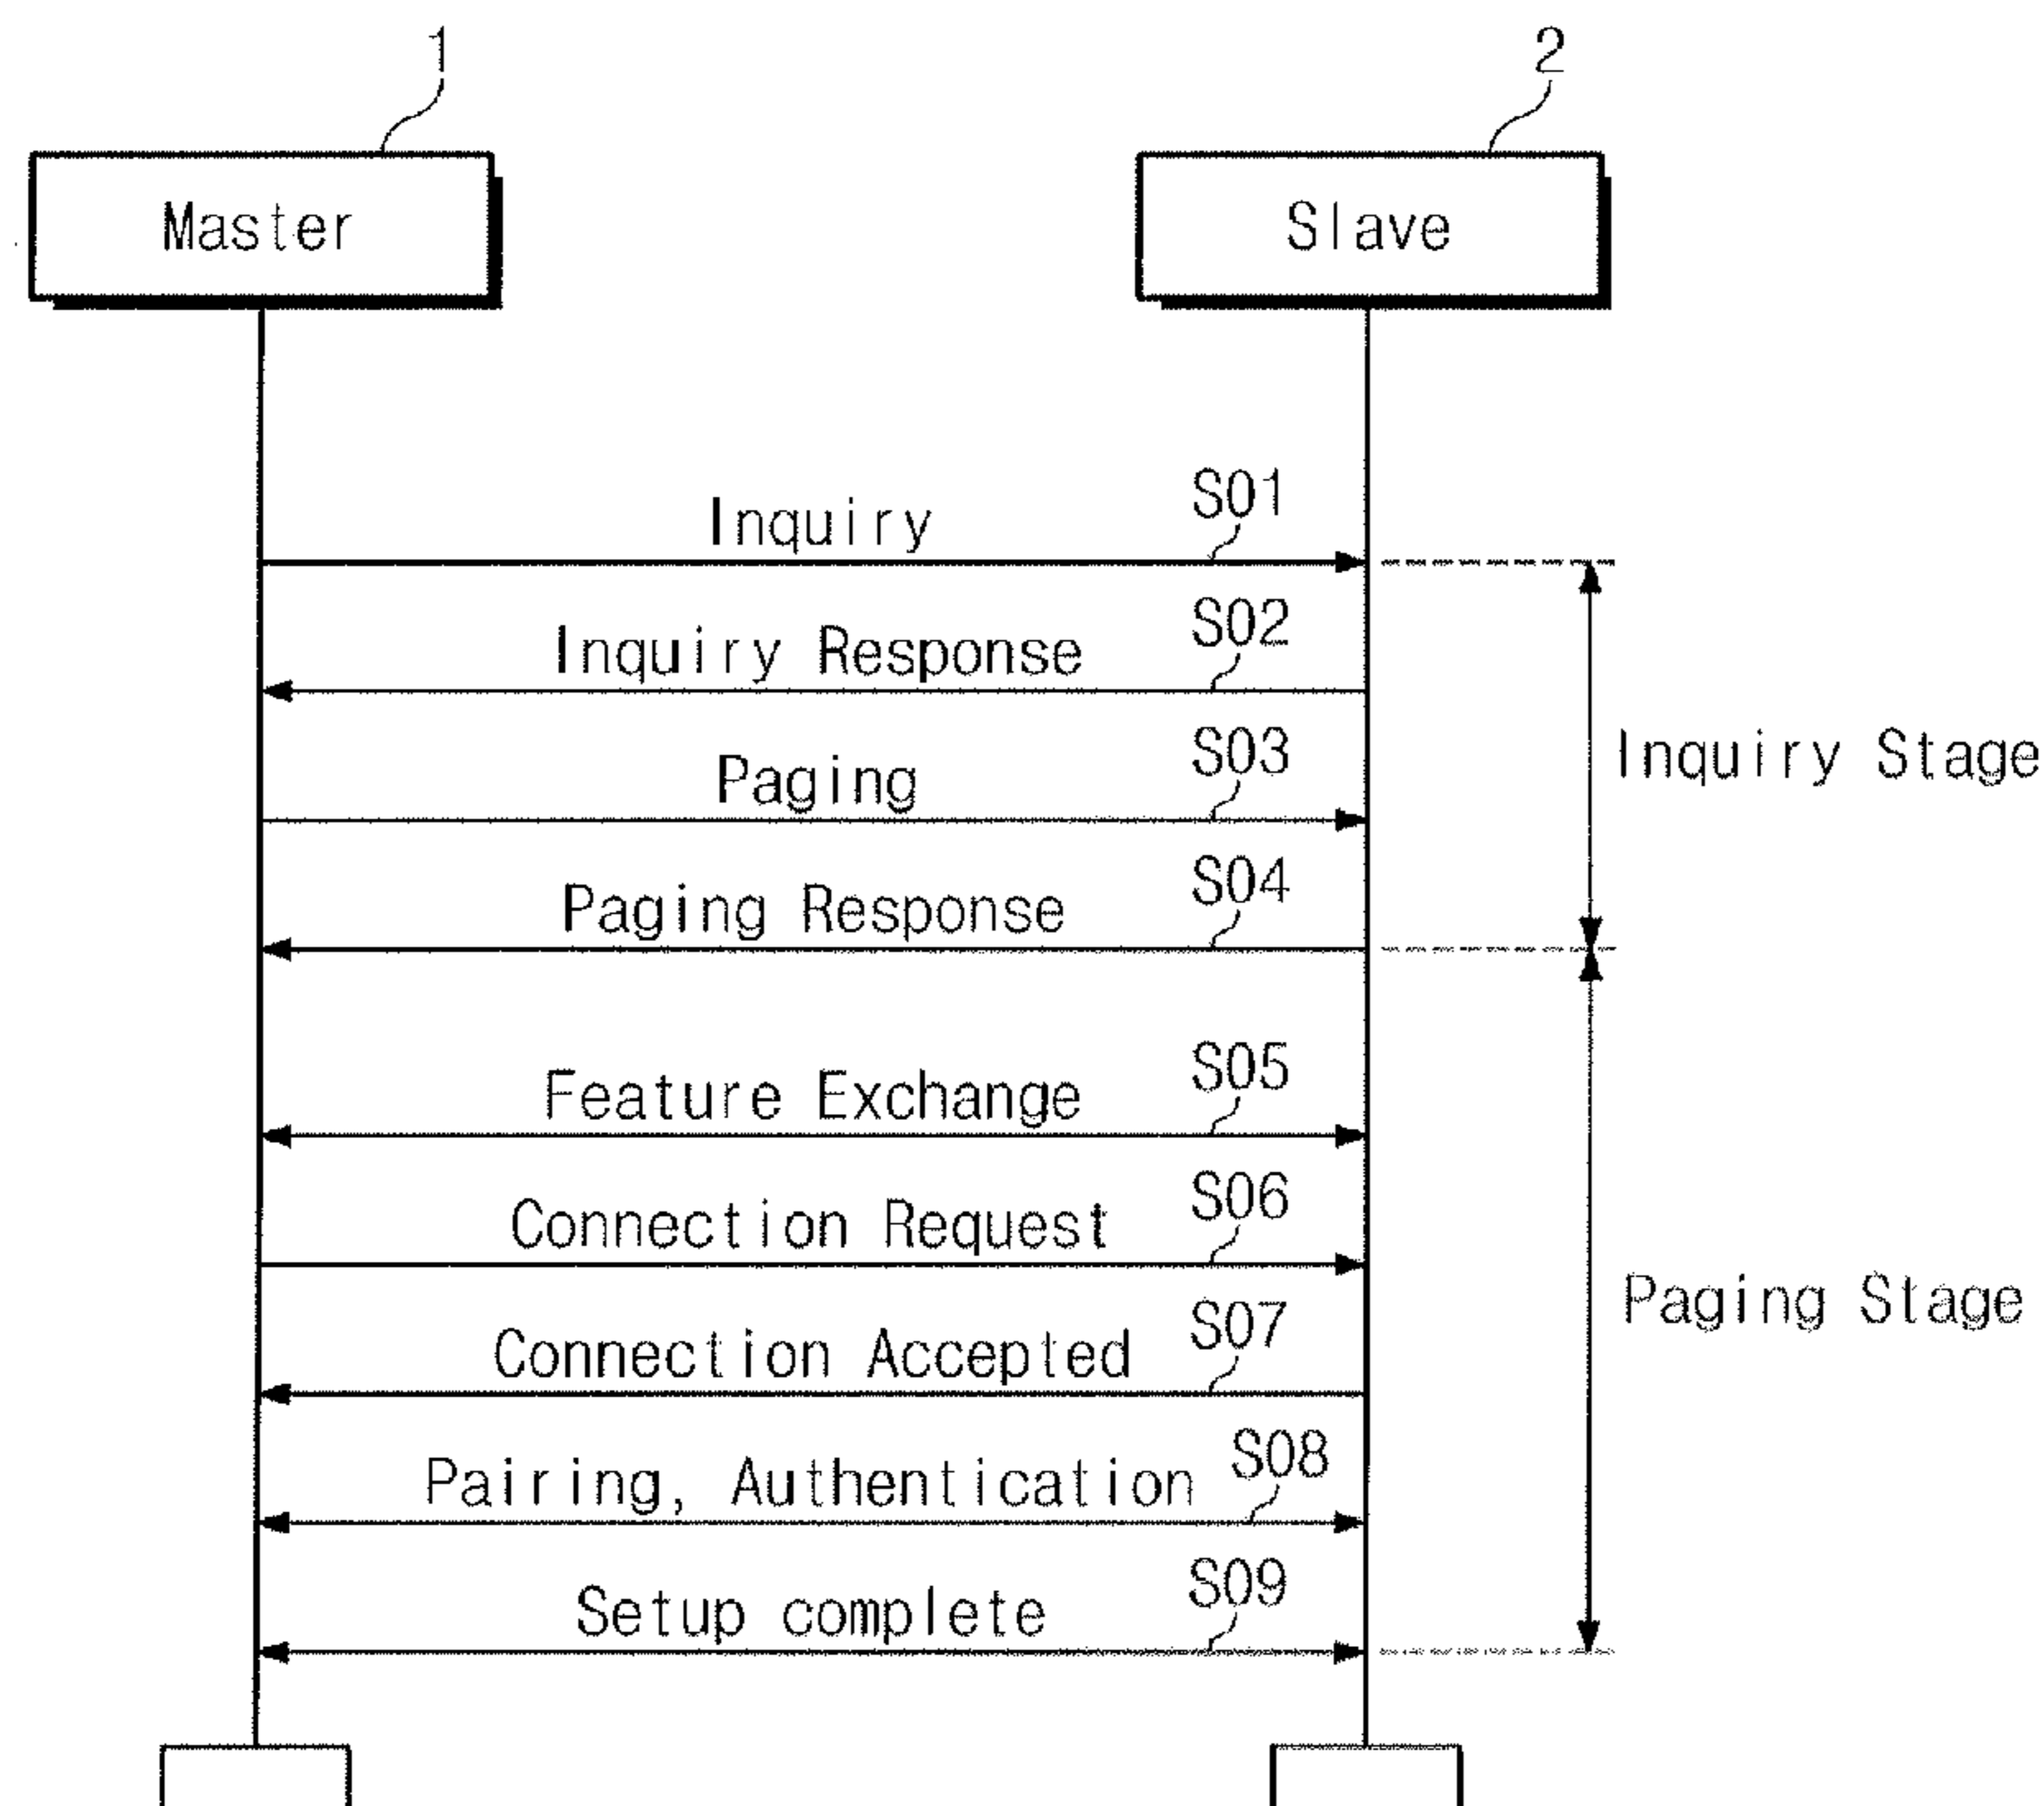 1
2
Master
Slave
S01
Inquiry
S02
Inquiry Response
S03
Paging
Inquiry Stage
S04
Paging Response
S05
Feature Exchange
S06
Connection Request
Paging Stage
S07
Connection Accepted
S08
Pairing, Authentication
S09
Setup complete